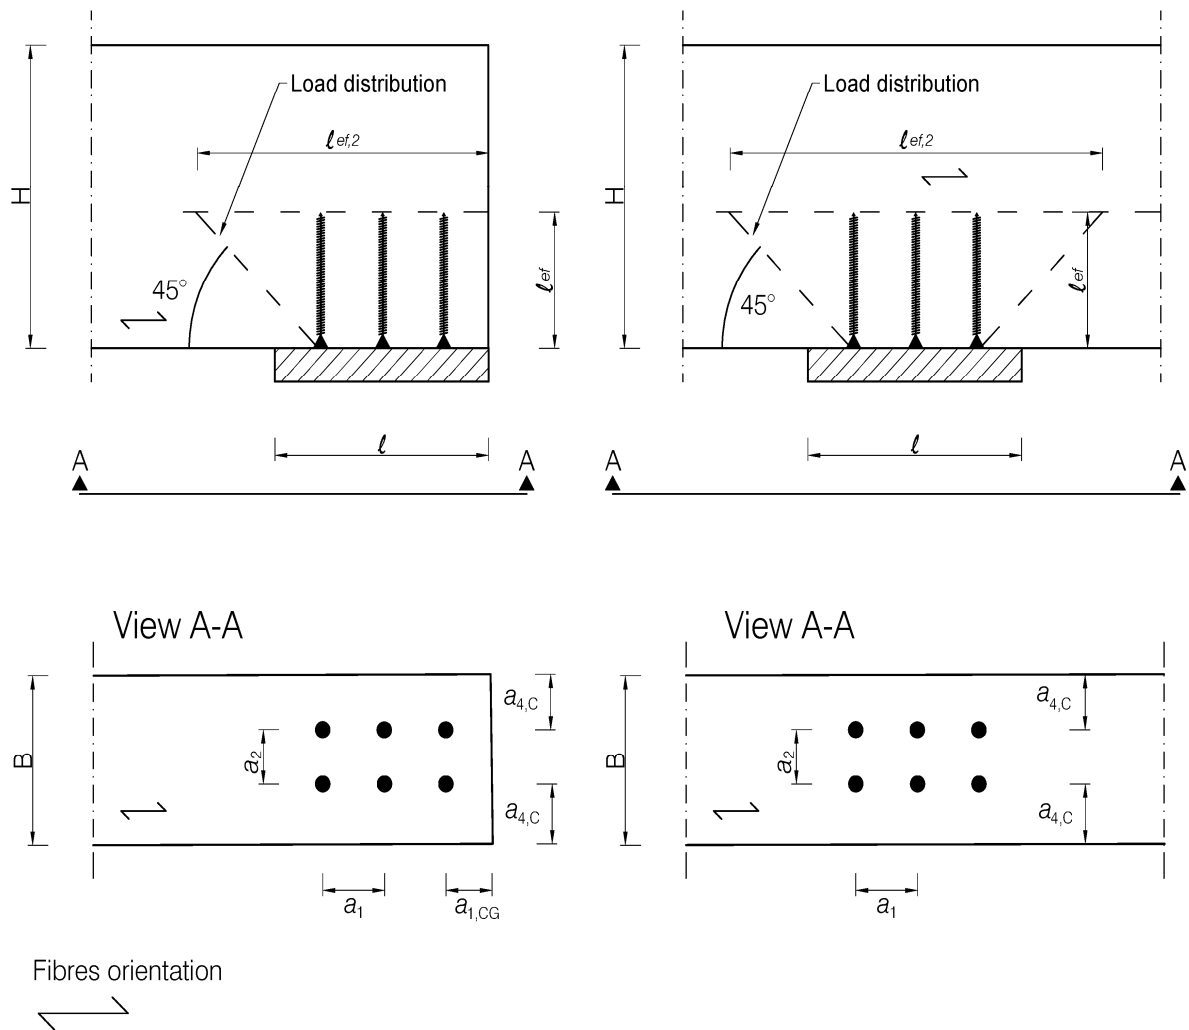 Load distribution
Load distribution
ℓef,2
ℓef,2
H
H
45°
ℓef
45°
ℓef
ℓ
ℓ
A
A
A
A
View A-A
View A-A
a4,C
a4,C
B
a2
B
a2
a4,C
a4,C
a1
a1,CG
a1
Fibres orientation